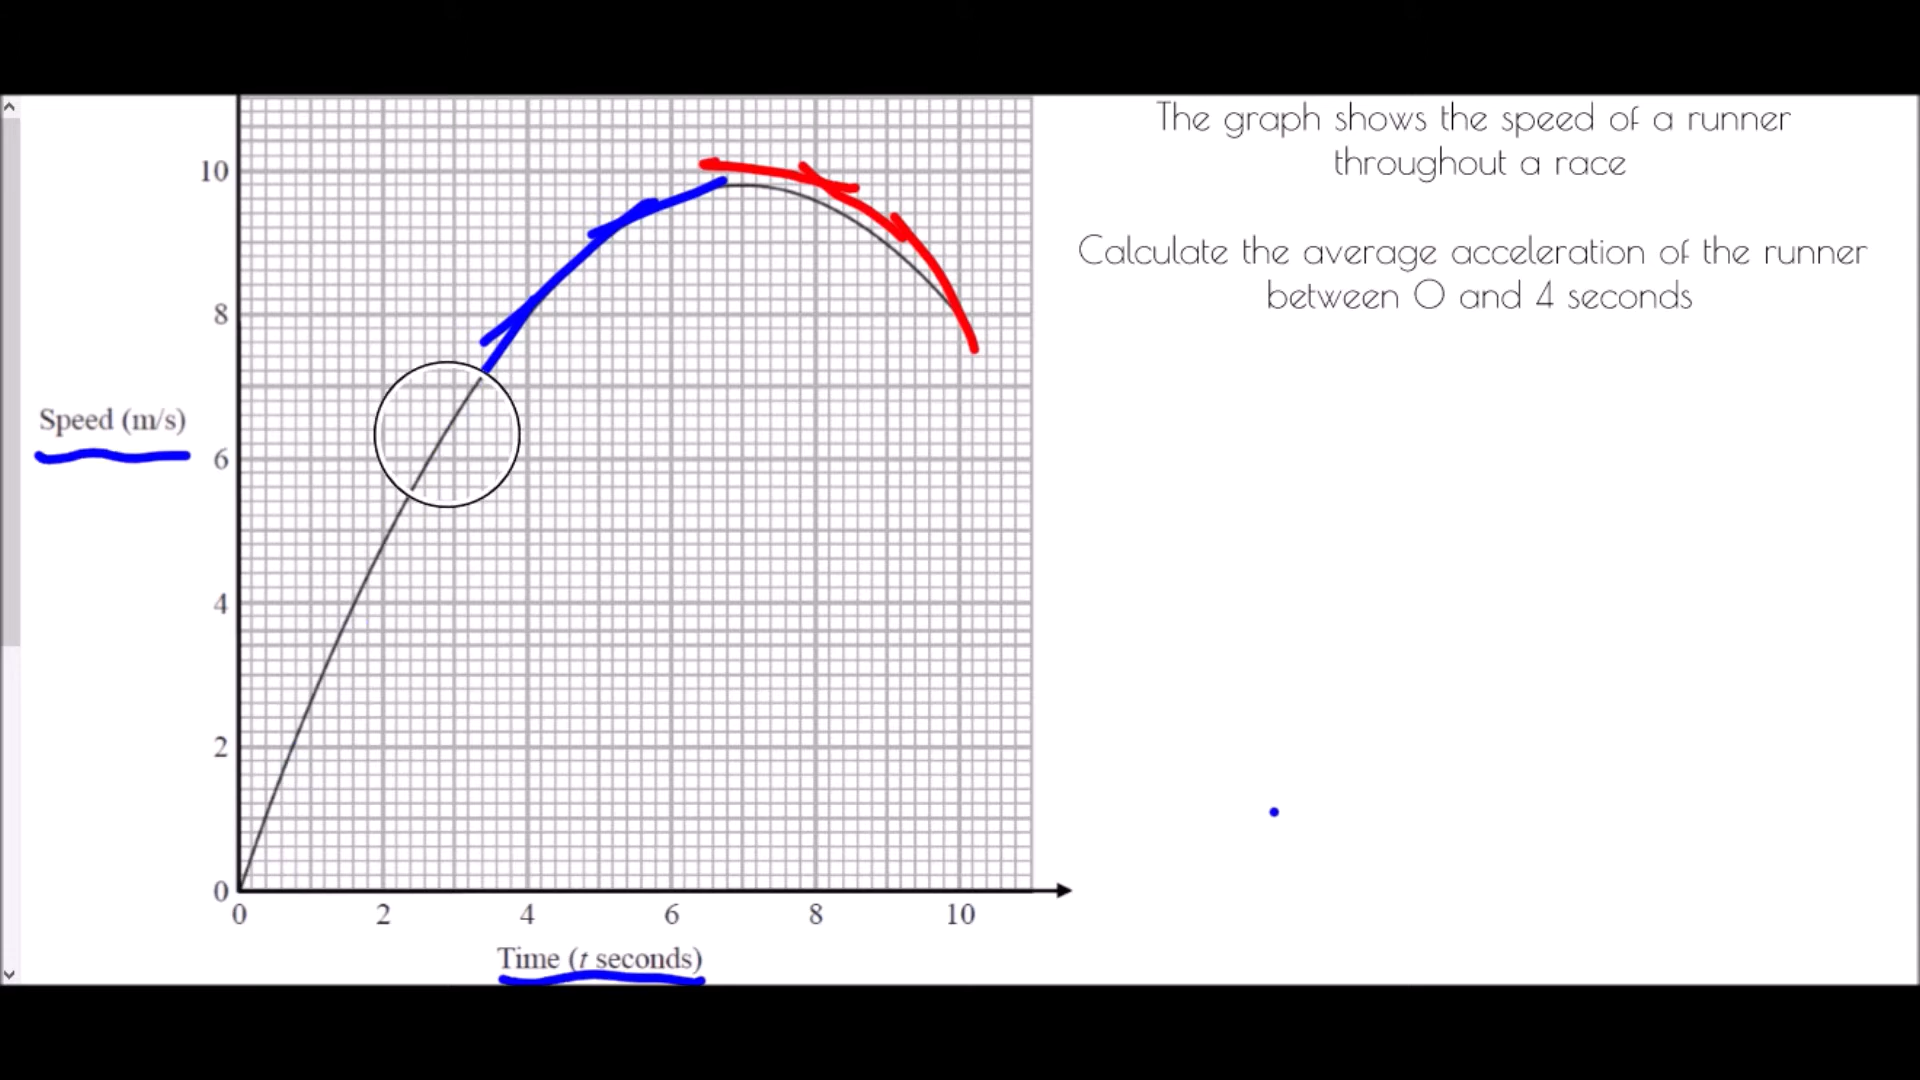 The graph shows the speed of a runner
throughout a race
Calculate the average acceleration of the runner
between 0 and 4 seconds
10
8
Speed (m/s)
6
4
2
0
0 2 4 6 8 10
Time (t seconds)